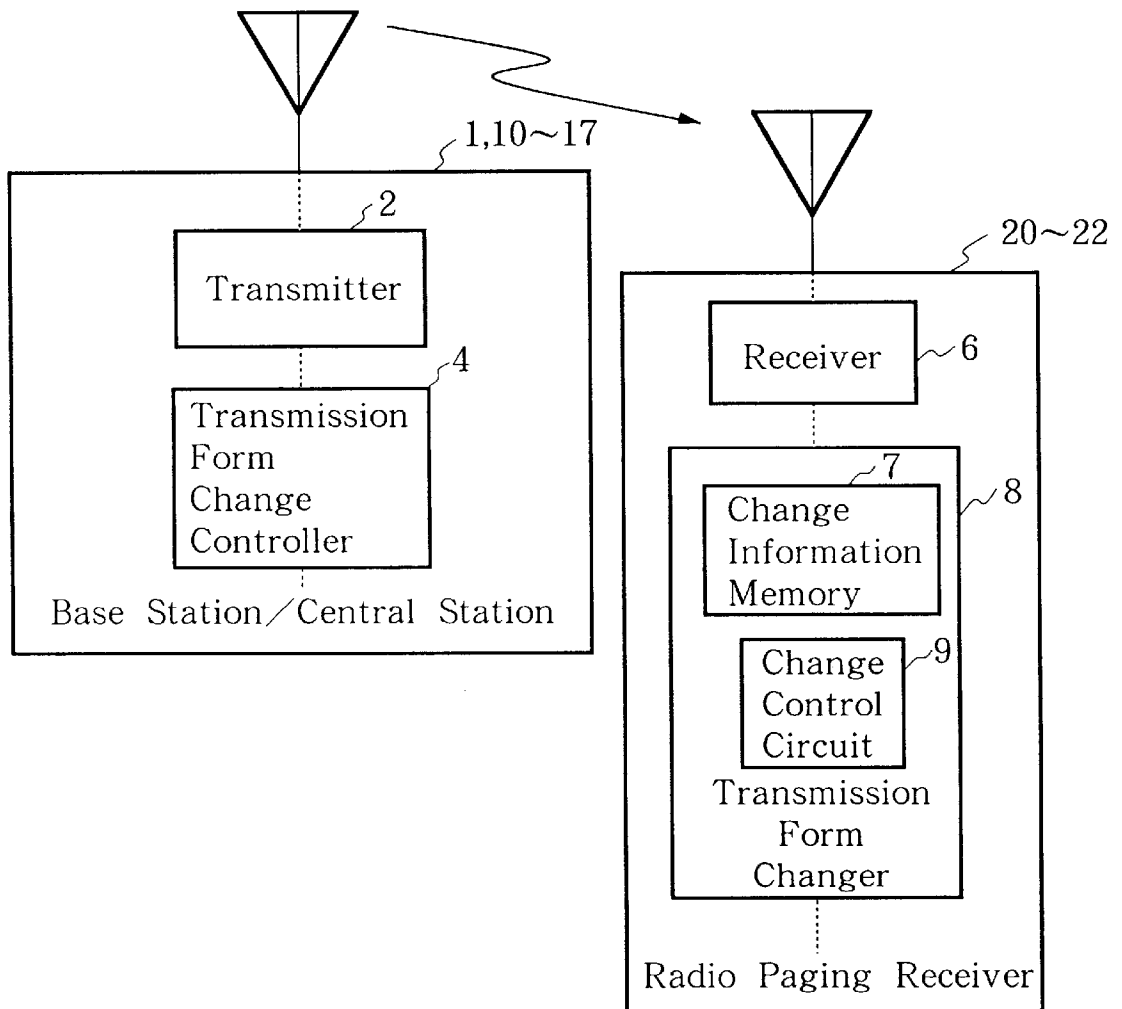 1,10~17
2
Transmitter
4
Transmission
Form
Change
Controller
Base Station/Central Station
20~22
Receiver
6
7
8
Change
Information
Memory
9
Change
Control
Circuit
Transmission
Form
Changer
Radio Paging Receiver